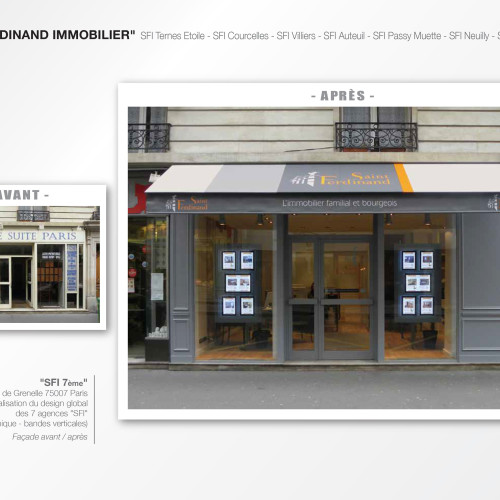 DINAND IMMOBILIER" SFI Ternes Etoile - SFI Courcelles - SFI Villiers - SFI Auteuil - SFI Passy Muette - SFI Neuilly - S
- APRÈS -
AVANT -
SUITE PARIS
Saint
Ferdinand
Saint
Ferdinand
L'immobilier familial et bourgeois
"SFI 7ème"
de Grenelle 75007 Paris
alisation du design global
des 7 agences "SFI"
ique - bandes verticales)
Façade avant / après